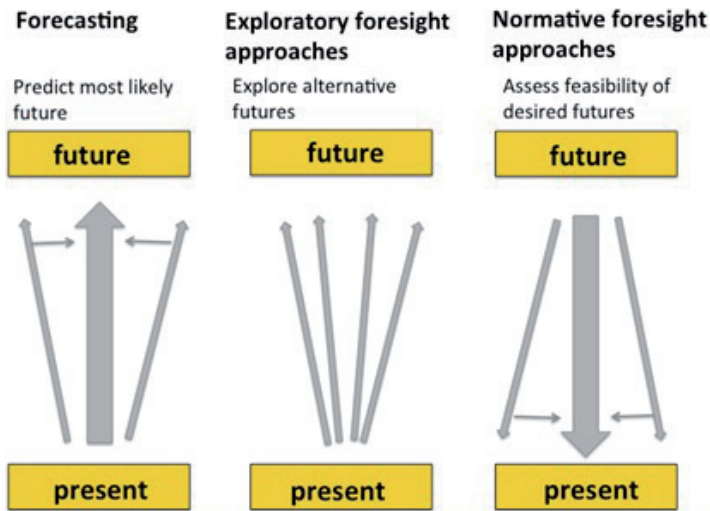 Forecasting
Predict most likely
future
future
present
Exploratory foresight
approaches
Explore alternative
futures
future
present
Normative foresight
approaches
Assess feasibility of
desired futures
future
present